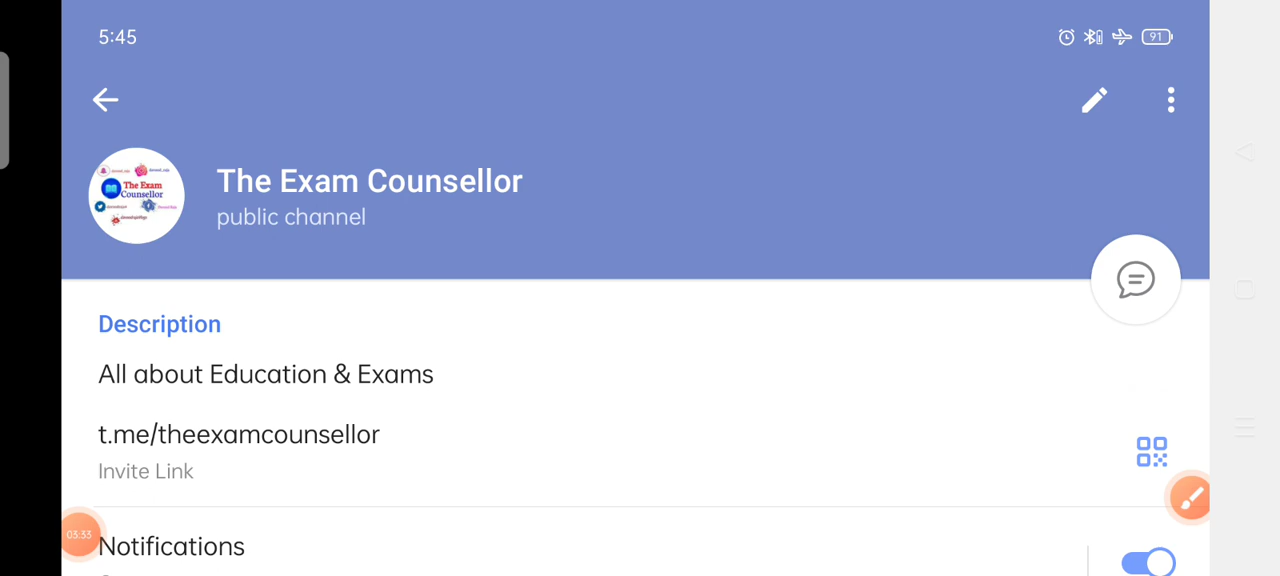 5:45
91
The Exam Counsellor
public channel
The Exam
Counsellor
Description
All about Education & Exams
t.me/theexamcounsellor
Invite Link
03:33
Notifications